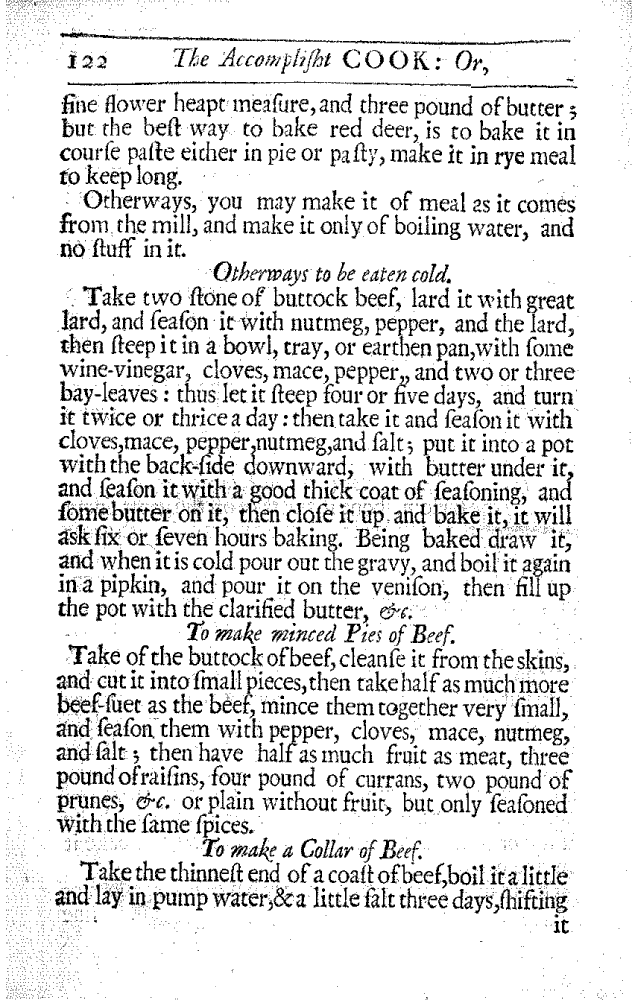 122 The Accompliſht COOK: Or,
fine flower heapt meaſure, and three pound of butter;
but the beſt way to bake red deer, is to bake it in
courſe paſte either in pie or paſty, make it in rye meal
to keep long.
Otherways, you may make it of meal as it comes
from the mill, and make it only of boiling water, and
no ſtuff in it.
Otherways to be eaten cold.
Take two ſtone of buttock beef, lard it with great
lard, and ſeaſon it with nutmeg, pepper, and the lard,
then ſteep it in a bowl, tray, or earthen pan, with ſome
wine-vinegar, cloves, mace, pepper,, and two or three
bay-leaves: thus let it ſteep four or five days, and turn
it twice or thrice a day: then take it and ſeaſon it with
cloves, mace, pepper, nutmeg, and ſalt; put it into a pot
with the back-ſide downward, with butter under it,
and ſeaſon it with a good thick coat of ſeaſoning, and
ſome butter on it, then cloſe it up and bake it, it will
ask ſix or ſeven hours baking. Being baked draw it,
and when it is cold pour out the gravy, and boil it again
in a pipkin, and pour it on the veniſon, then fill up
the pot with the clarified butter, &c.
To make minced Pies of Beef.
Take of the buttock of beef, cleanſe it from the skins,
and cut it into ſmall pieces, then take half as much more
beef-ſuet as the beef, mince them together very ſmall,
and ſeaſon them with pepper, cloves, mace, nutmeg,
and ſalt; then have half as much fruit as meat, three
pound of raiſins, four pound of currans, two pound of
prunes, &c. or plain without fruit, but only ſeaſoned
with the ſame ſpices.
To make a Collar of Beef.
Take the thinneſt end of a coaſt of beef, boil it a little
and lay in pump water, & a little ſalt three days, ſhifting
it